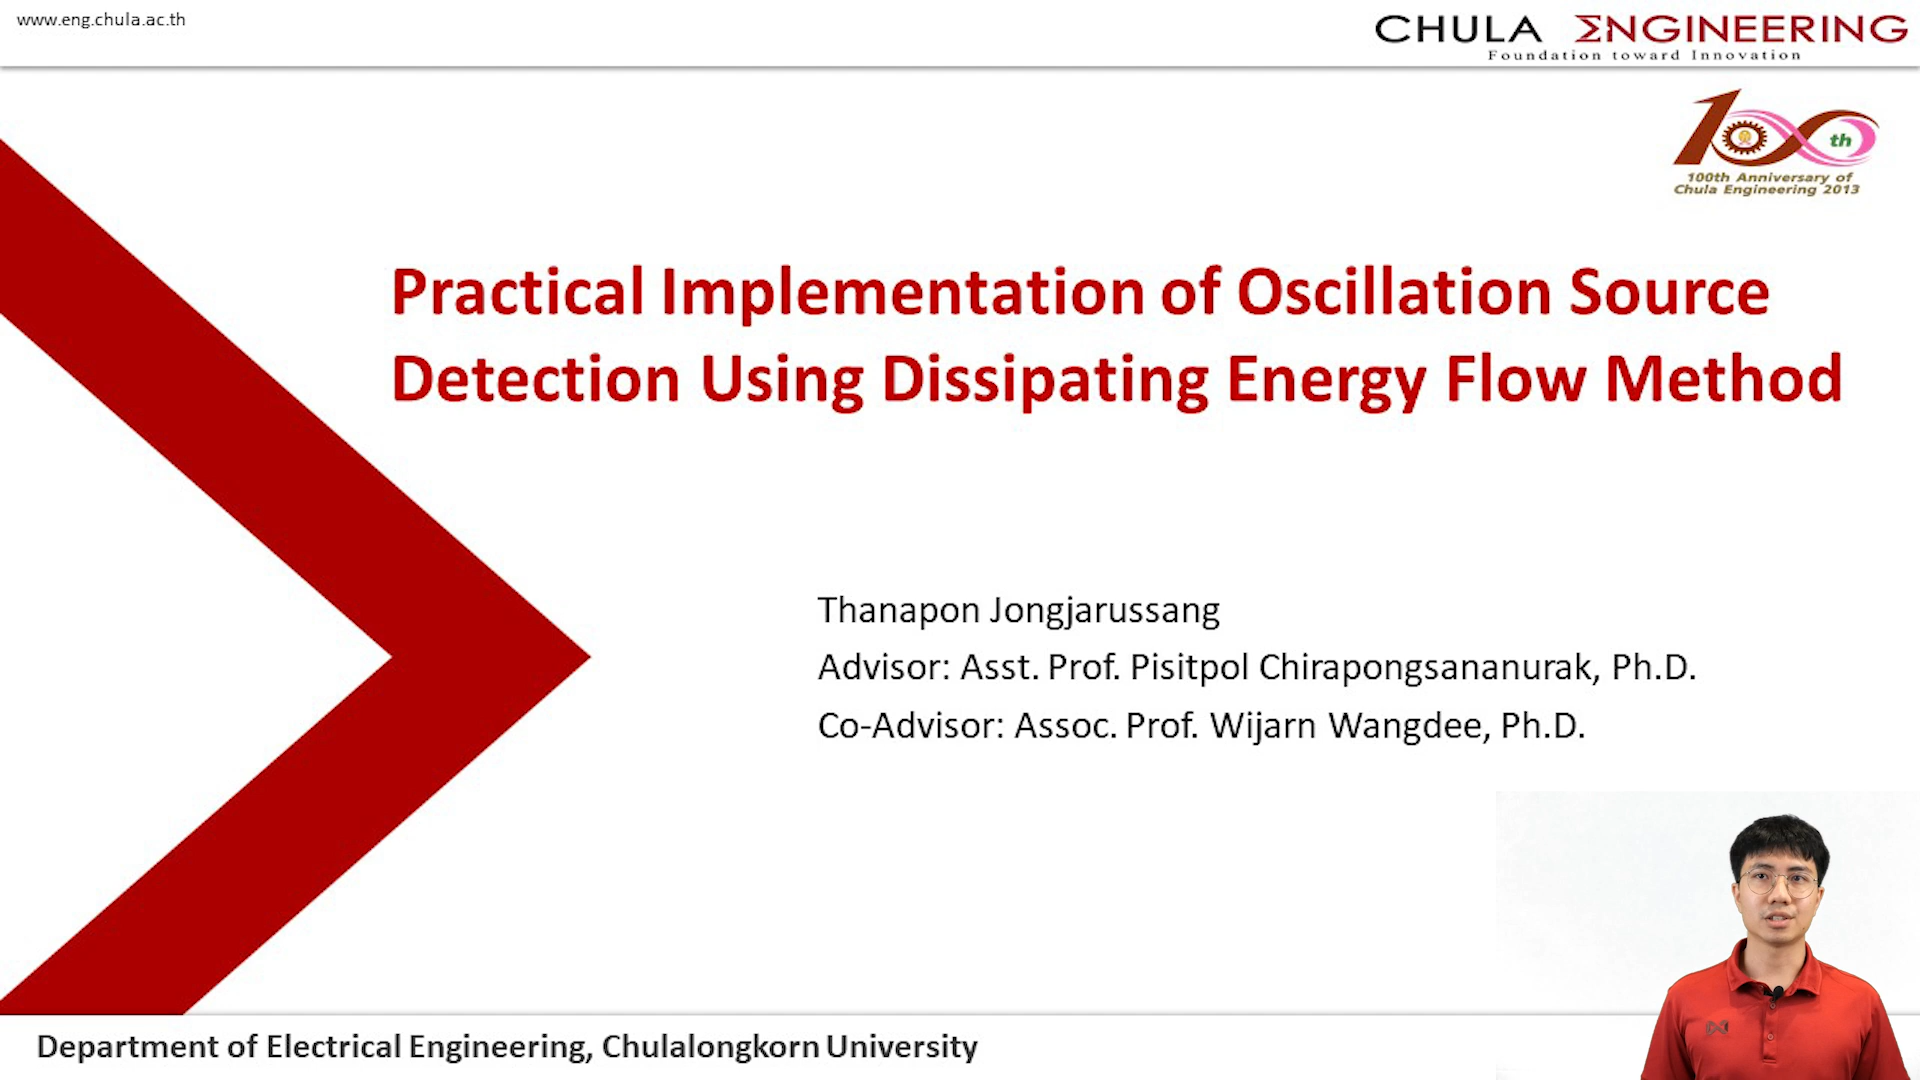 www.eng.chula.ac.th
CHULA ΣNGINEERING
Foundation toward Innovation
100th
100th Anniversary of
Chula Engineering 2013
Practical Implementation of Oscillation Source
Detection Using Dissipating Energy Flow Method
Thanapon Jongjarussang
Advisor: Asst. Prof. Pisitpol Chirapongsananurak, Ph.D.
Co-Advisor: Assoc. Prof. Wijarn Wangdee, Ph.D.
Department of Electrical Engineering, Chulalongkorn University